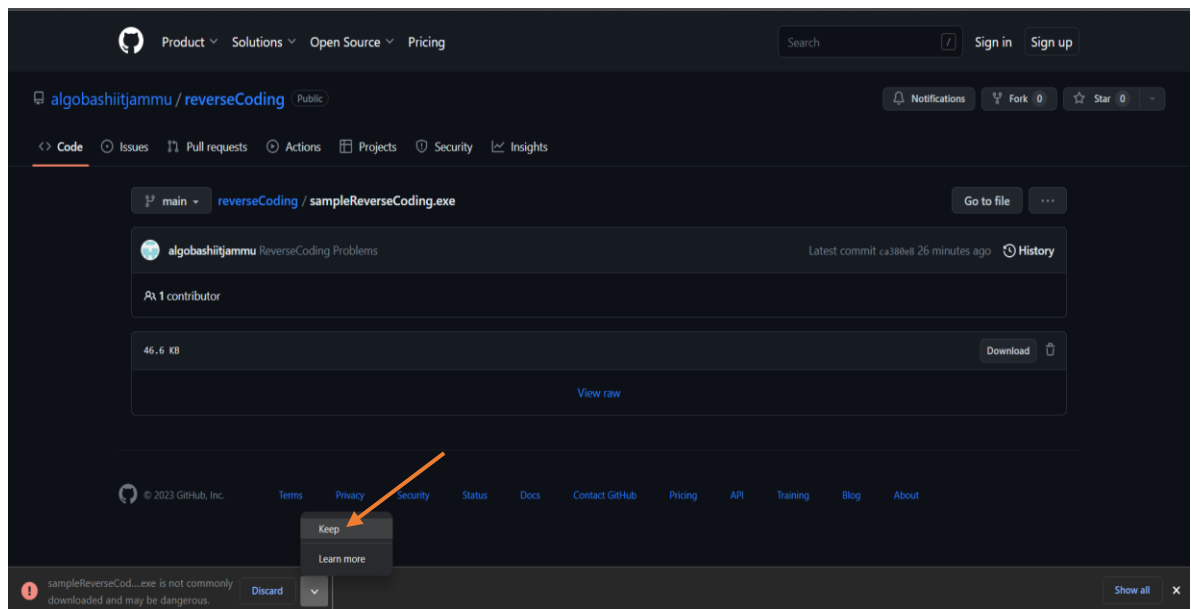 Product Solutions Open Source Pricing Search / Sign in Sign up
algobashiitjammu / reverseCoding Public Notifications Fork 0 Star 0
<> Code Issues Pull requests Actions Projects Security Insights
main reverseCoding / sampleReverseCoding.exe Go to file ...
algobashiitjammu ReverseCoding Problems Latest commit ca380e8 26 minutes ago History
1 contributor
46.6 KB Download
View raw
© 2023 GitHub, Inc. Terms Privacy Security Status Docs Contact GitHub Pricing API Training Blog About
Keep
Learn more
sampleReverseCod....exe is not commonly
downloaded and may be dangerous.
Discard
Show all